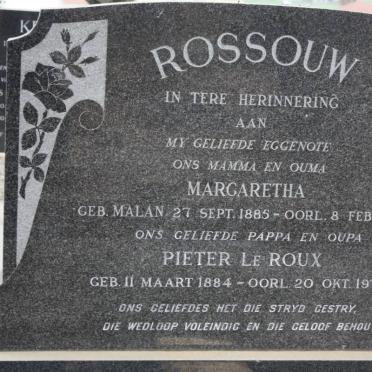 ROSSOUW
IN TERE HERINNERING
AAN
MY GELIEFDE EGGENOTE
ONS MAMMA EN OUMA
MARGARETHA
GEB. MALAN 27 SEPT. 1885 - OORL. 8 FEB
ONS GELIEFDE PAPPA EN OUPA
PIETER LE ROUX
GEB. 11 MAART 1884 - OORL. 20 OKT.
ONS GELIEFDES HET DIE STRYD GESTRY,
DIE WEDLOOP VOLEINDIG EN DIE GELOOF BEHOU